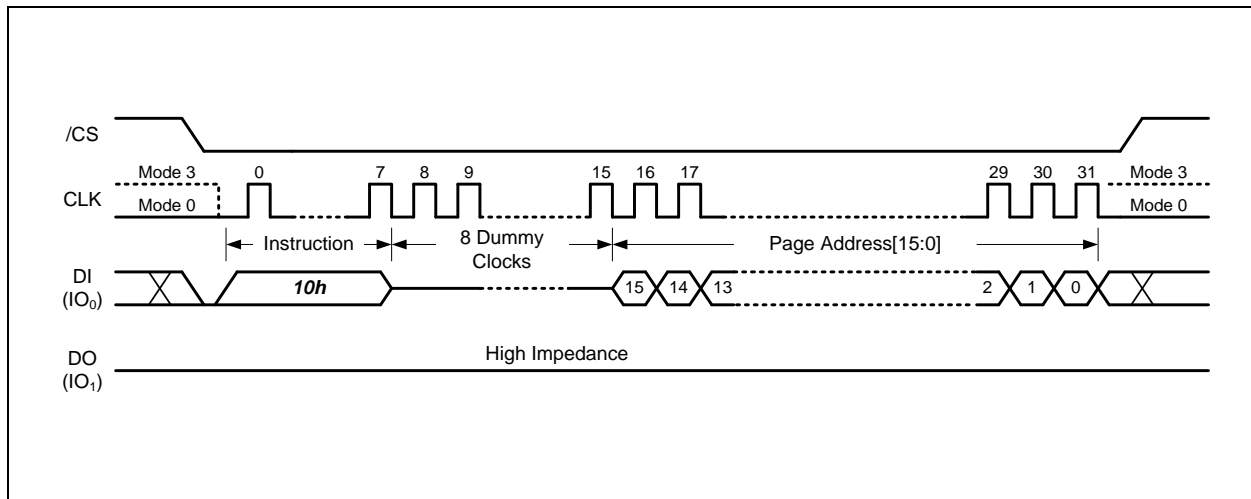 /CS
Mode 3 0 7 8 9 15 16 17 29 30 31 Mode 3
CLK
Mode 0 Mode 0
Instruction 8 Dummy Clocks Page Address[15:0]
DI
(IO₀)
10h 15 14 13 2 1 0
High Impedance
DO
(IO₁)